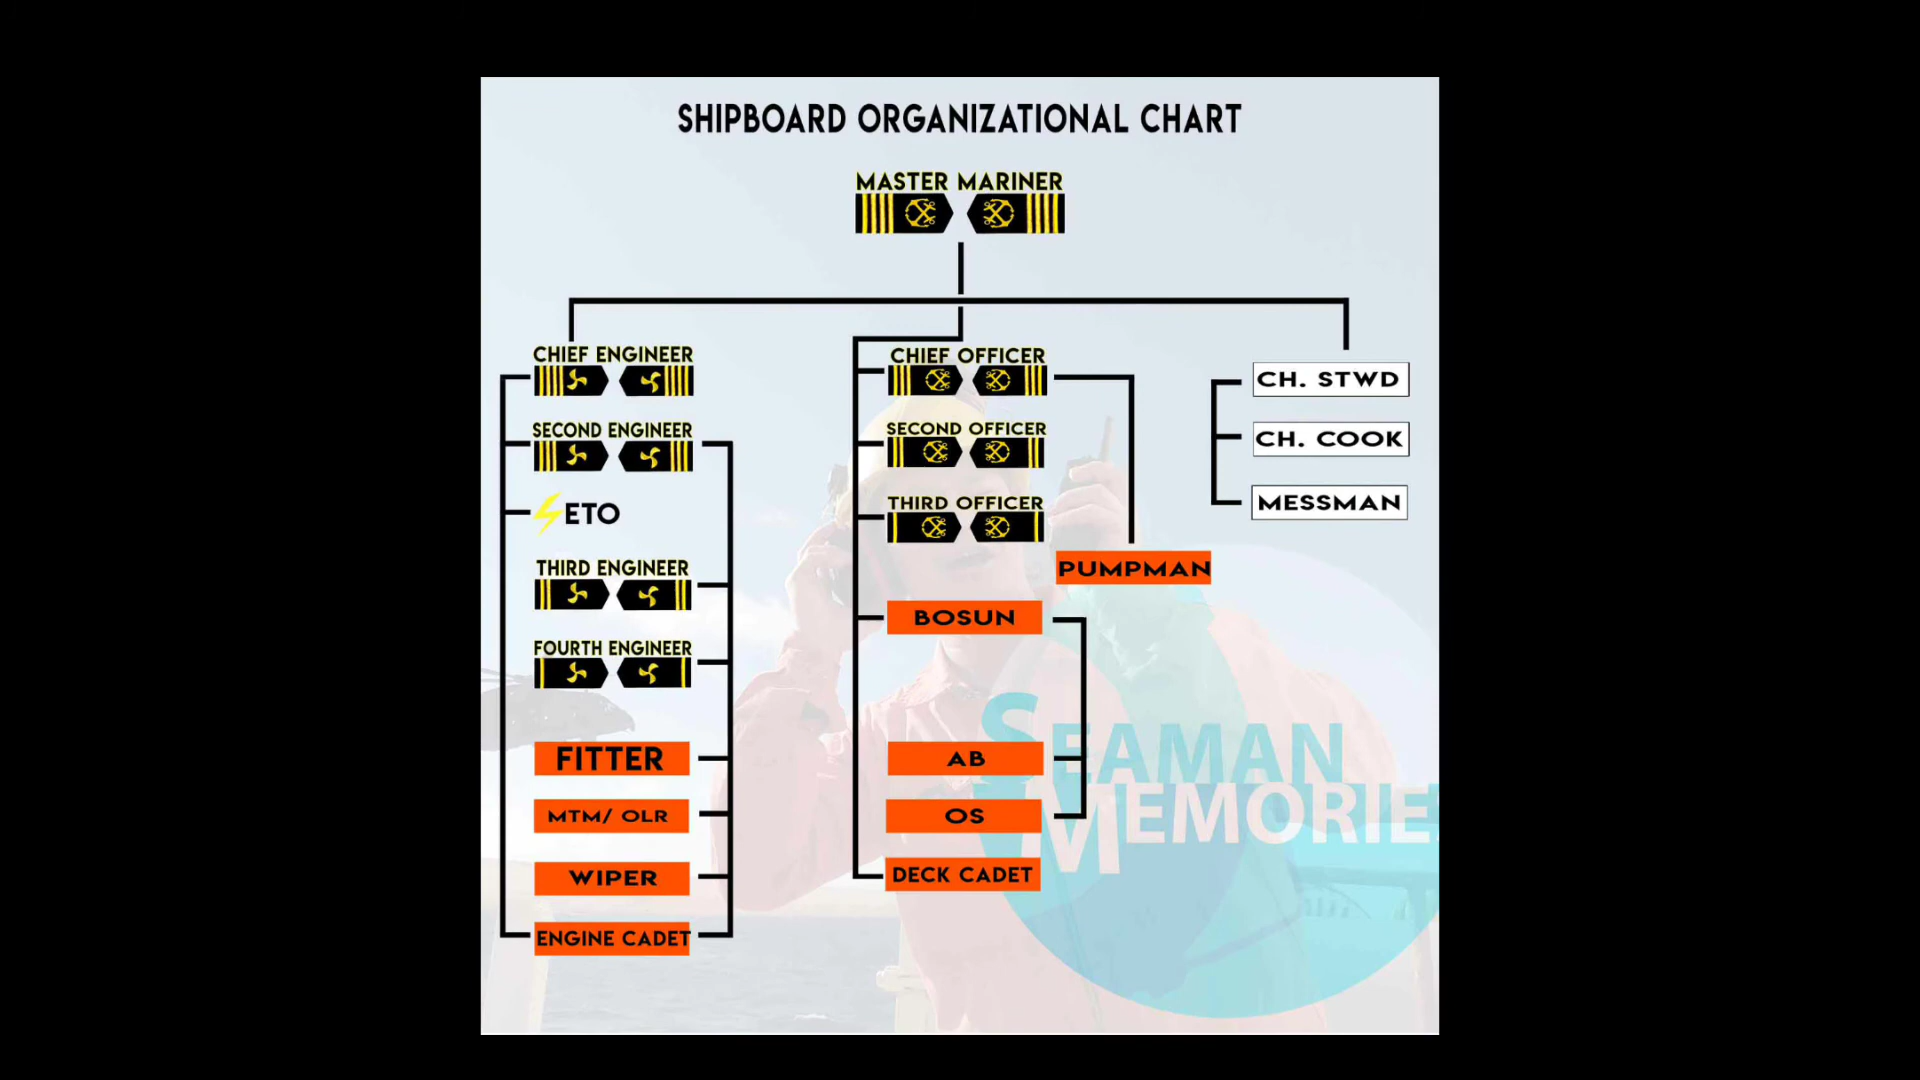 SHIPBOARD ORGANIZATIONAL CHART
MASTER MARINER
CHIEF ENGINEER
SECOND ENGINEER
ETO
THIRD ENGINEER
FOURTH ENGINEER
FITTER
MTM/ OLR
WIPER
ENGINE CADET
CHIEF OFFICER
SECOND OFFICER
THIRD OFFICER
PUMPMAN
BOSUN
AB
OS
DECK CADET
CH. STWD
CH. COOK
MESSMAN
SEAMAN
MEMORIE